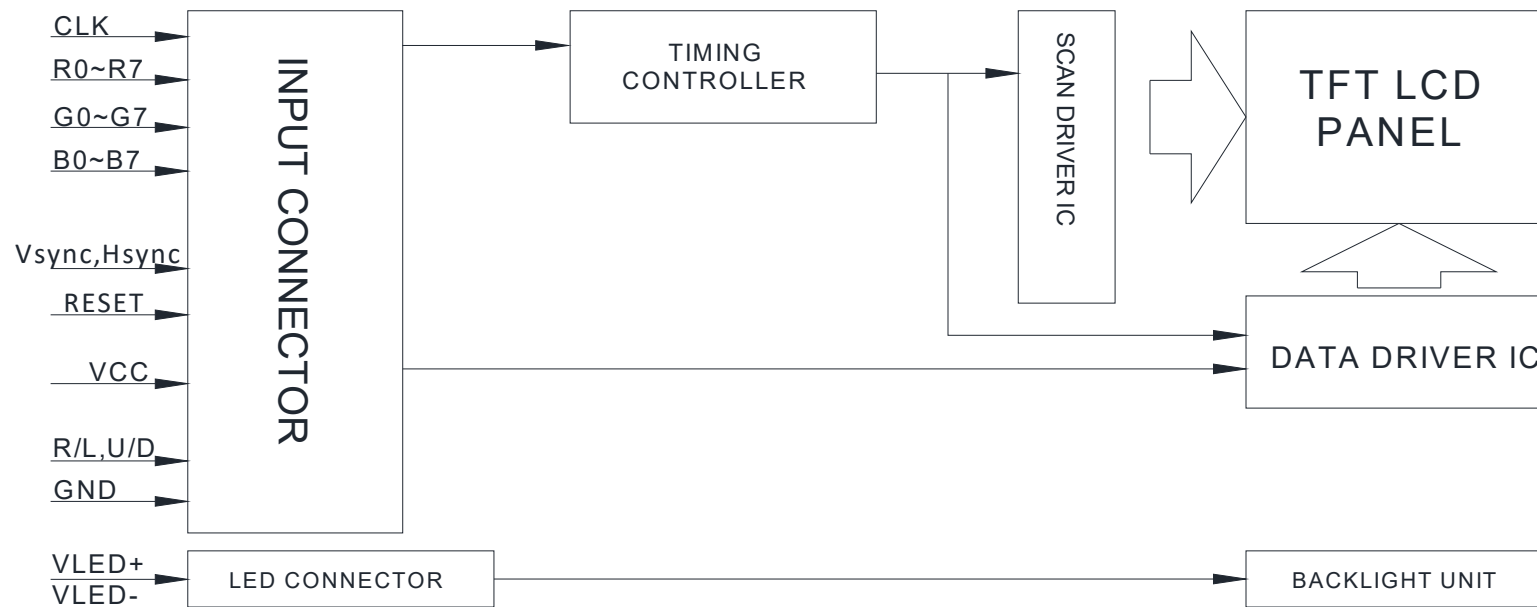 CLK
R0~R7
G0~G7
B0~B7
Vsync,Hsync
RESET
VCC
R/L,U/D
GND
VLED+
VLED-
INPUT CONNECTOR
LED CONNECTOR
TIMING
CONTROLLER
SCAN DRIVER IC
TFT LCD
PANEL
DATA DRIVER IC
BACKLIGHT UNIT